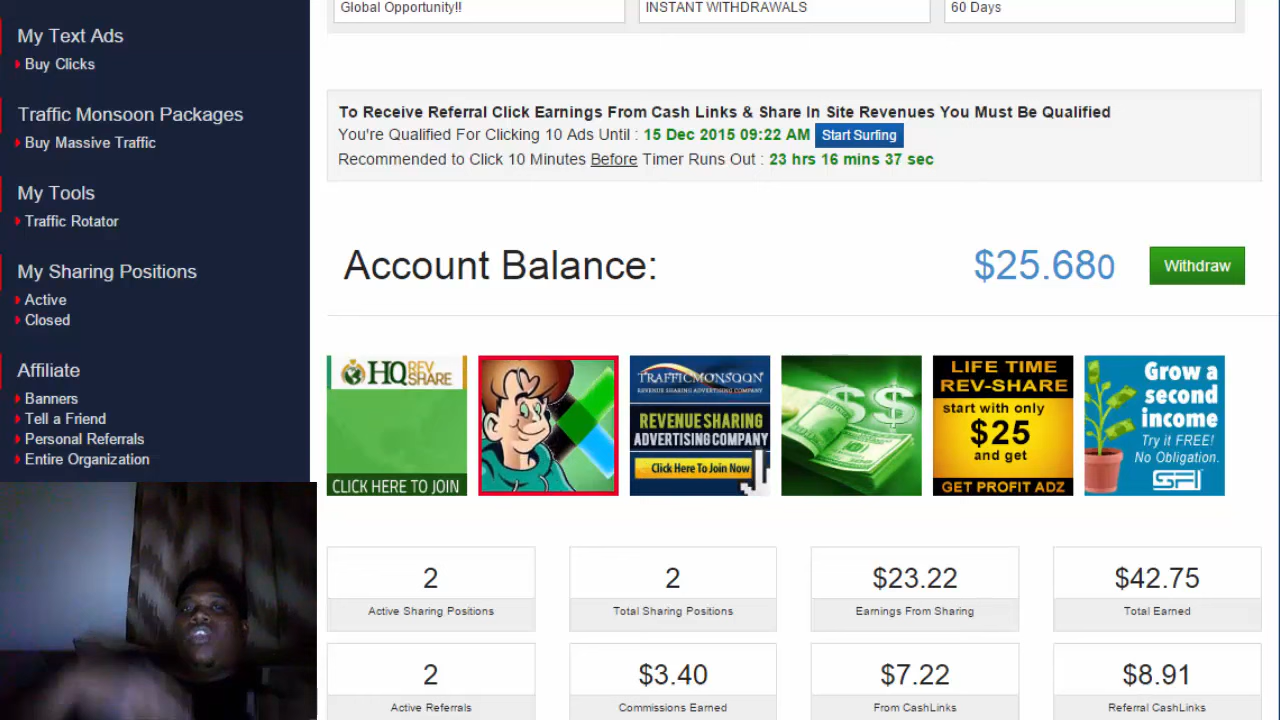 Global Opportunity!!
INSTANT WITHDRAWALS
60 Days
My Text Ads
Buy Clicks
Traffic Monsoon Packages
Buy Massive Traffic
My Tools
Traffic Rotator
My Sharing Positions
Active
Closed
Affiliate
Banners
Tell a Friend
Personal Referrals
Entire Organization
To Receive Referral Click Earnings From Cash Links & Share In Site Revenues You Must Be Qualified
You're Qualified For Clicking 10 Ads Until : 15 Dec 2015 09:22 AM Start Surfing
Recommended to Click 10 Minutes Before Timer Runs Out : 23 hrs 16 mins 37 sec
Account Balance: $25.680 Withdraw
HQ REV SHARE
CLICK HERE TO JOIN
TRAFFICMONSOON
REVENUE SHARING ADVERTISING COMPANY
REVENUE SHARING
ADVERTISING COMPANY
Click Here To Join Now
$$
LIFE TIME
REV-SHARE
start with only
$25
and get
GET PROFIT ADZ
Grow a
second
income
Try it FREE!
No Obligation.
SFI
2
Active Sharing Positions
2
Total Sharing Positions
$23.22
Earnings From Sharing
$42.75
Total Earned
2
Active Referrals
$3.40
Commissions Earned
$7.22
From CashLinks
$8.91
Referral CashLinks